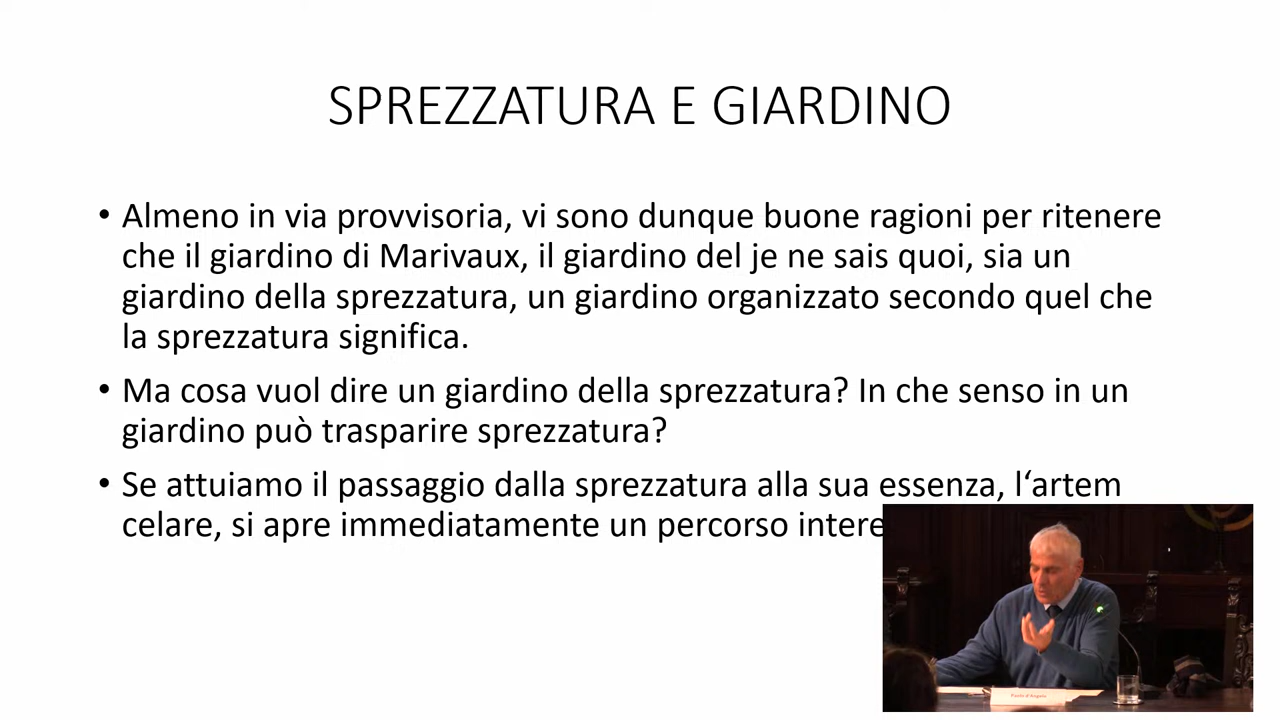 SPREZZATURA E GIARDINO
• Almeno in via provvisoria, vi sono dunque buone ragioni per ritenere
che il giardino di Marivaux, il giardino del je ne sais quoi, sia un
giardino della sprezzatura, un giardino organizzato secondo quel che
la sprezzatura significa.
• Ma cosa vuol dire un giardino della sprezzatura? In che senso in un
giardino può trasparire sprezzatura?
• Se attuiamo il passaggio dalla sprezzatura alla sua essenza, l‘artem
celare, si apre immediatamente un percorso intere